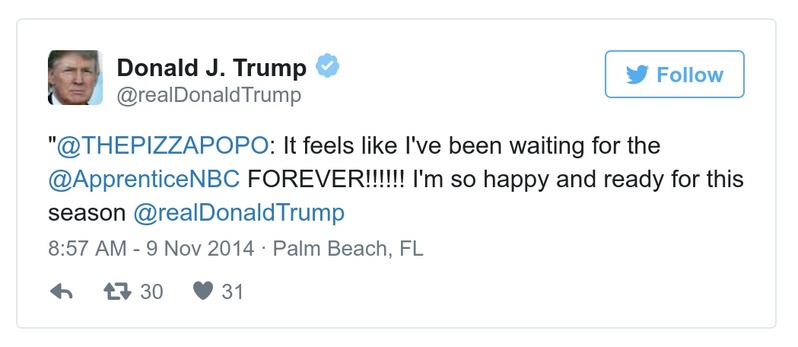 Donald J. Trump
@realDonaldTrump
Follow
"@THEPIZZAPOPO: It feels like I've been waiting for the
@ApprenticeNBC FOREVER!!!!!! I'm so happy and ready for this
season @realDonaldTrump
8:57 AM - 9 Nov 2014 · Palm Beach, FL
30 31